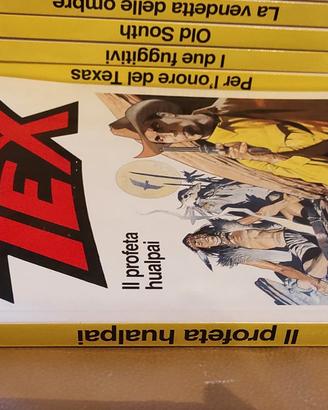 La vendetta delle ombre
Old South
I due fuggitivi
Per l'onore del Texas
TEX
Il profeta
hualpai
Il profeta hualpai